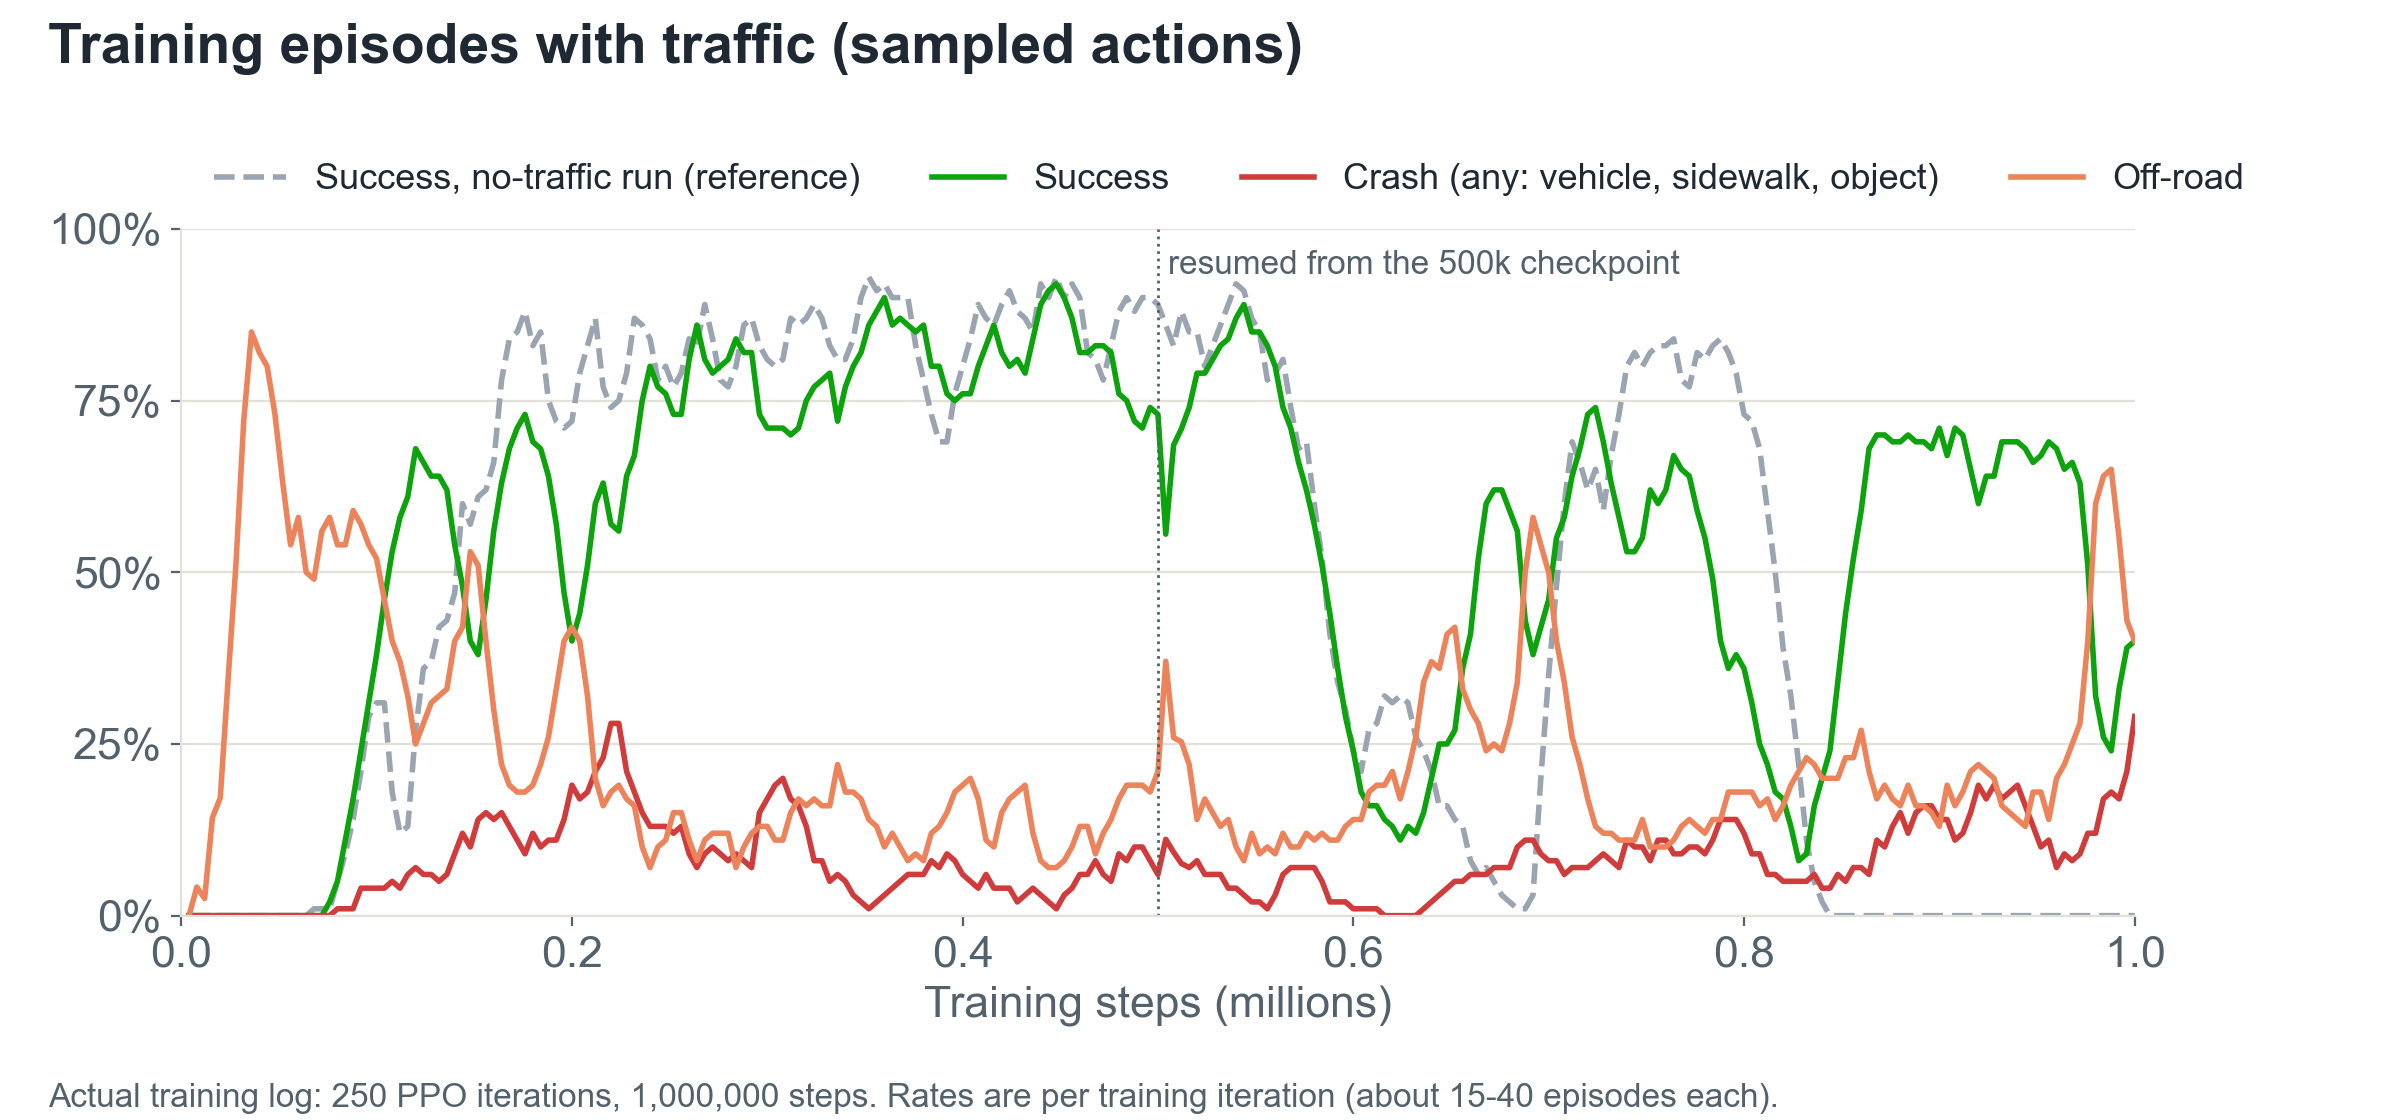 Training episodes with traffic (sampled actions)
Success, no-traffic run (reference) Success Crash (any: vehicle, sidewalk, object) Off-road
100%
resumed from the 500k checkpoint
75%
50%
25%
0%
0.0 0.2 0.4 0.6 0.8 1.0
Training steps (millions)
Actual training log: 250 PPO iterations, 1,000,000 steps. Rates are per training iteration (about 15-40 episodes each).